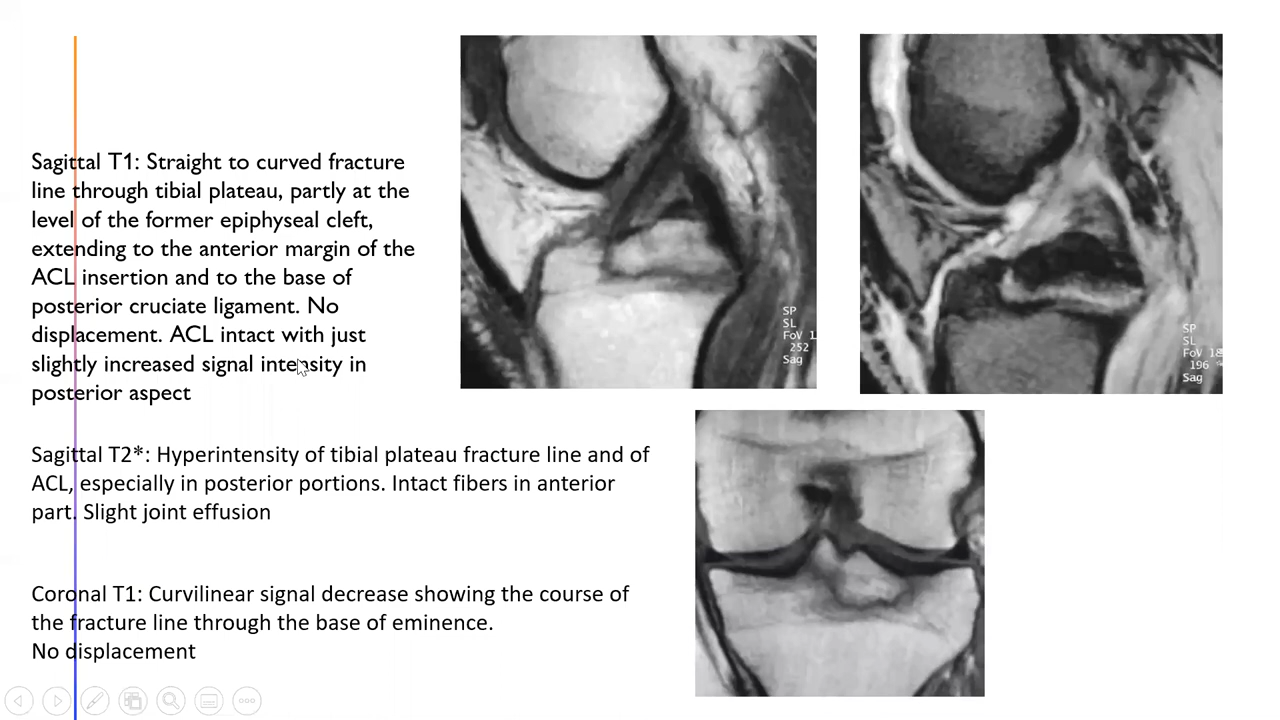 Sagittal T1: Straight to curved fracture
line through tibial plateau, partly at the
level of the former epiphyseal cleft,
extending to the anterior margin of the
ACL insertion and to the base of
posterior cruciate ligament. No
displacement. ACL intact with just
slightly increased signal intensity in
posterior aspect
Sagittal T2*: Hyperintensity of tibial plateau fracture line and of
ACL, especially in posterior portions. Intact fibers in anterior
part. Slight joint effusion
Coronal T1: Curvilinear signal decrease showing the course of
the fracture line through the base of eminence.
No displacement
SP
SL
FoV 1
252
Sag
SP
SL
FoV 18
196 *
Sag